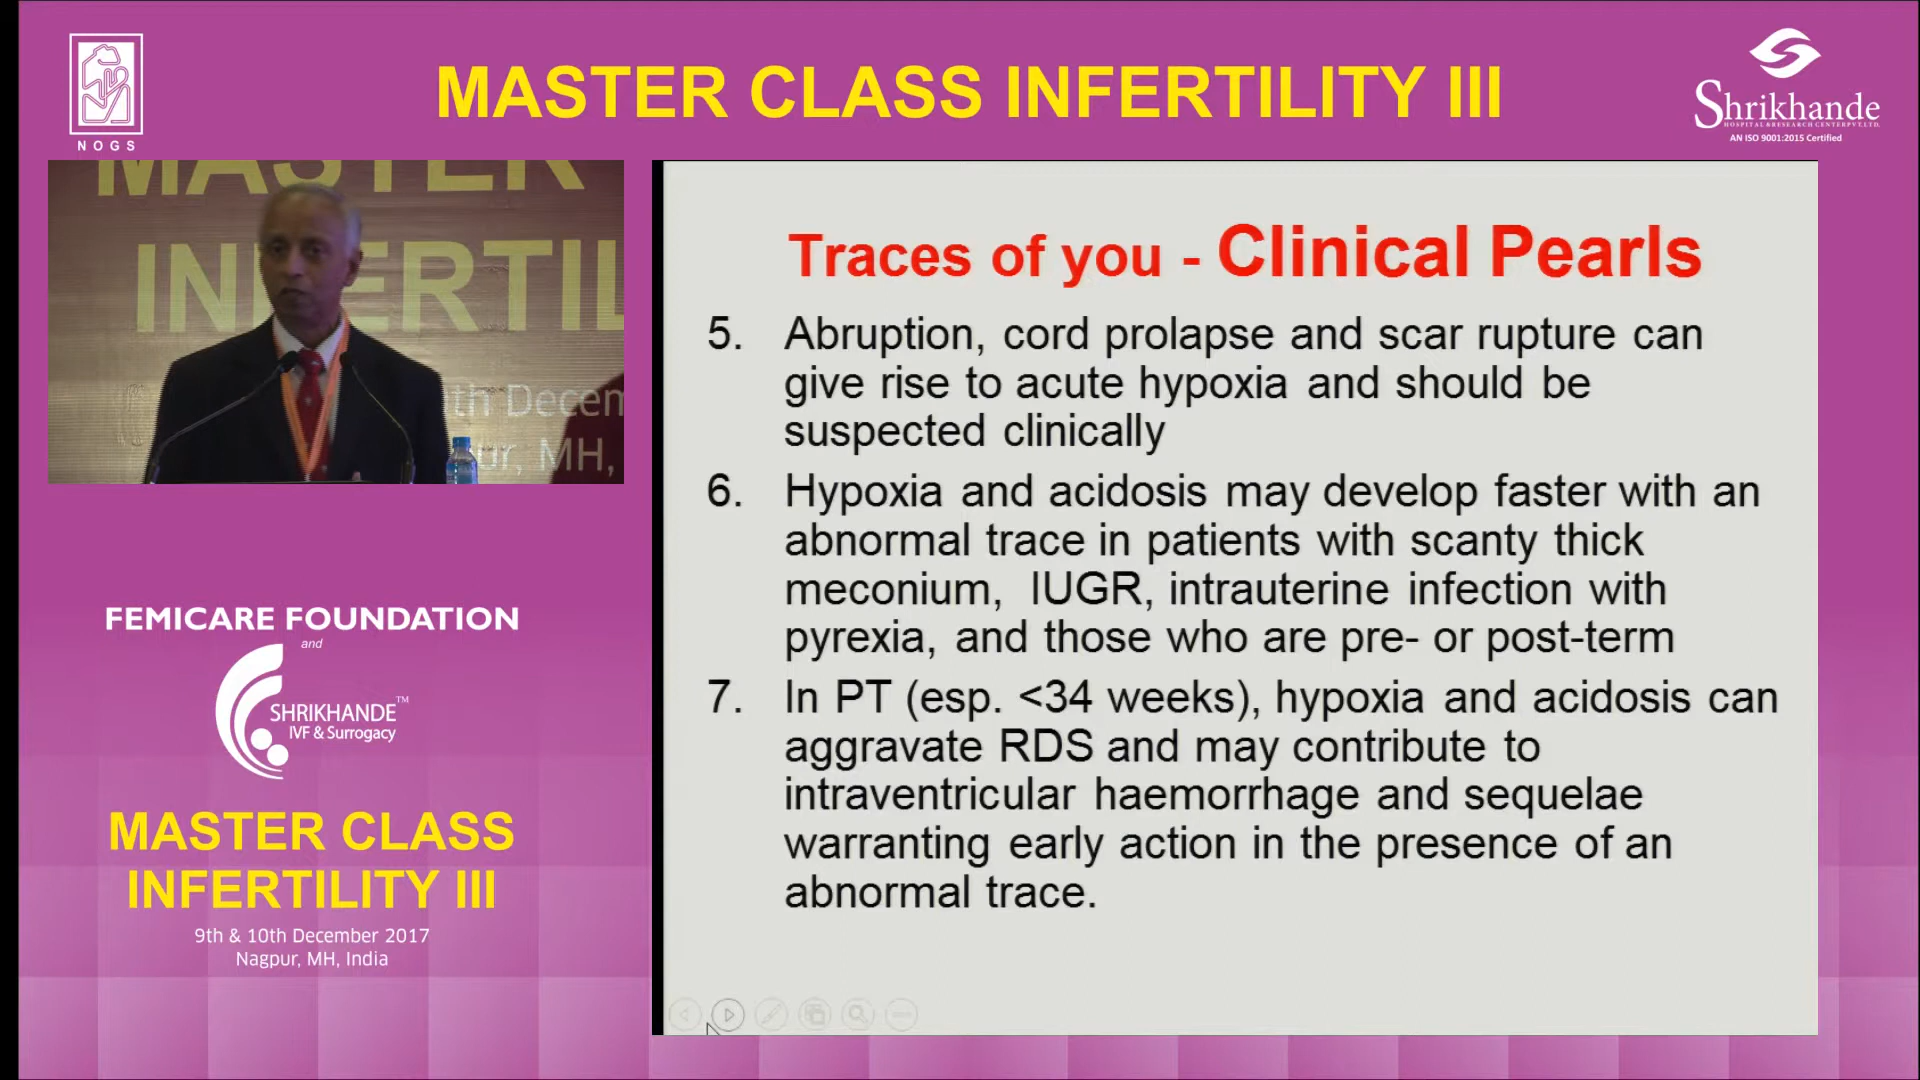 NOGS
MASTER CLASS INFERTILITY III
Shrikhande
HOSPITAL & RESEARCH CENTER PVT. LTD.
AN ISO 9001:2015 Certified
MASTER
INFERTIL
th Decem
ur, MH,
Traces of you - Clinical Pearls
5. Abruption, cord prolapse and scar rupture can
give rise to acute hypoxia and should be
suspected clinically
6. Hypoxia and acidosis may develop faster with an
abnormal trace in patients with scanty thick
meconium, IUGR, intrauterine infection with
pyrexia, and those who are pre- or post-term
7. In PT (esp. <34 weeks), hypoxia and acidosis can
aggravate RDS and may contribute to
intraventricular haemorrhage and sequelae
warranting early action in the presence of an
abnormal trace.
FEMICARE FOUNDATION
and
SHRIKHANDE™
IVF & Surrogacy
MASTER CLASS
INFERTILITY III
9th & 10th December 2017
Nagpur, MH, India